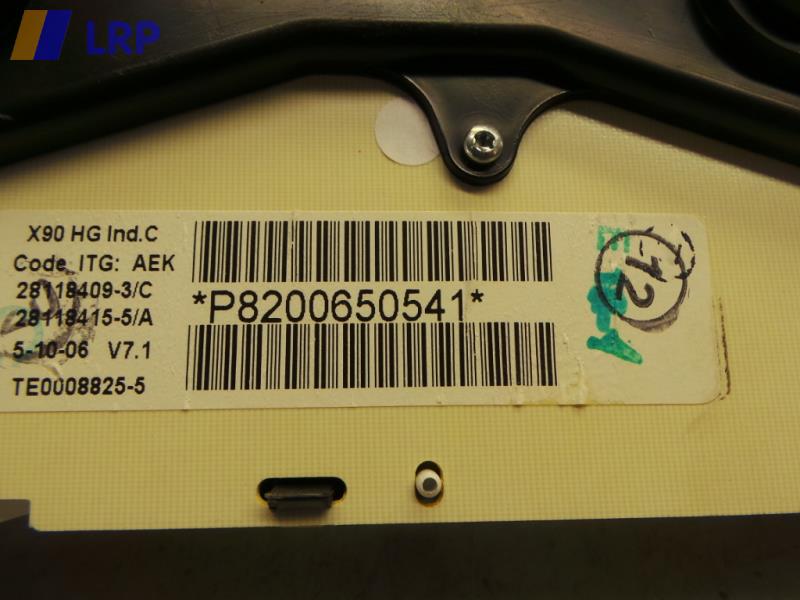 LRP
X90 HG Ind.C
Code ITG: AEK
28118409-3/C
28118415-5/A
5-10-06 V7.1
TE0008825-5
*P8200650541*
-12